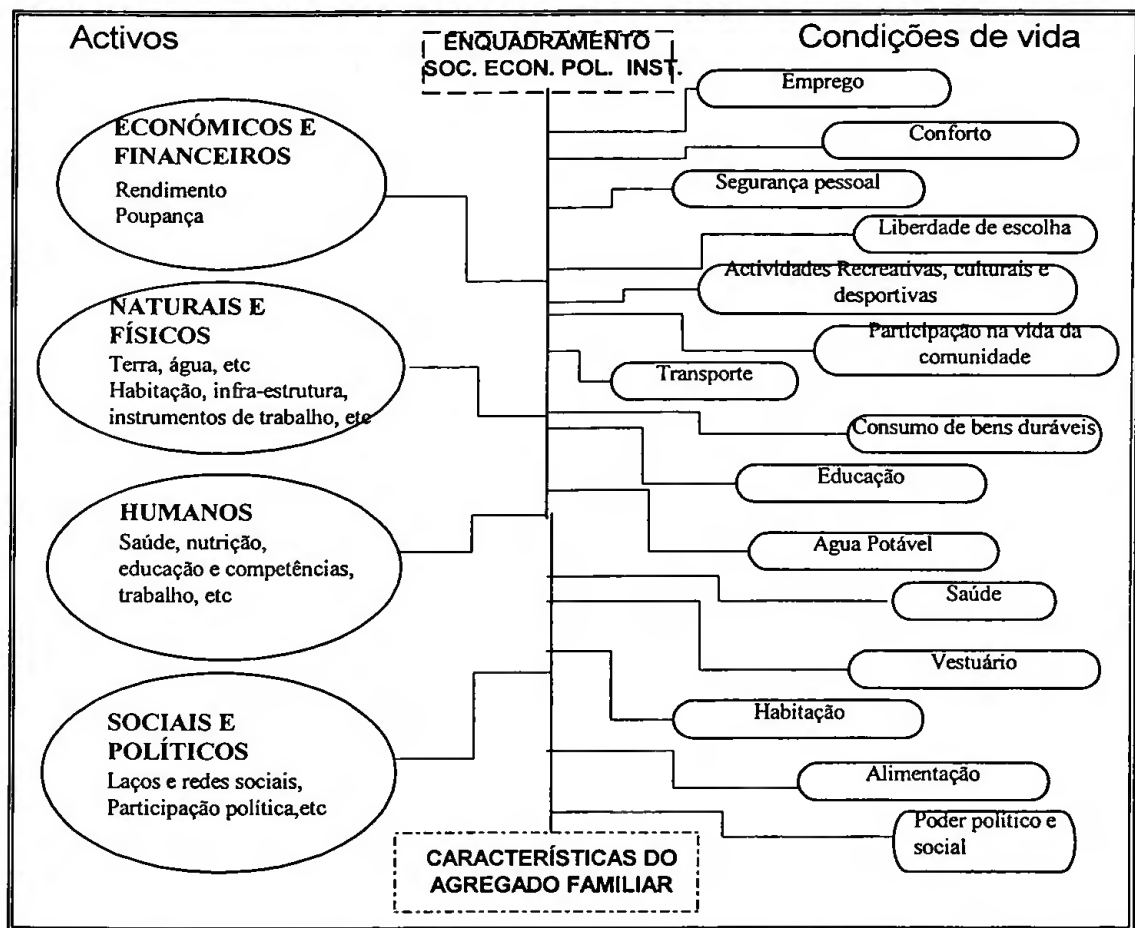 Activos
ENQUADRAMENTO
SOC. ECON. POL. INST.
Condições de vida
ECONÓMICOS E
FINANCEIROS
Rendimento
Poupança
NATURAIS E
FÍSICOS
Terra, água, etc
Habitação, infra-estrutura,
instrumentos de trabalho, etc
HUMANOS
Saúde, nutrição,
educação e competências,
trabalho, etc
SOCIAIS E
POLÍTICOS
Laços e redes sociais,
Participação política,etc
Emprego
Conforto
Segurança pessoal
Liberdade de escolha
Actividades Recreativas, culturais e
desportivas
Participação na vida da
comunidade
Transporte
Consumo de bens duráveis
Educação
Agua Potável
Saúde
Vestuário
Habitação
Alimentação
Poder político e
social
CARACTERÍSTICAS DO
AGREGADO FAMILIAR